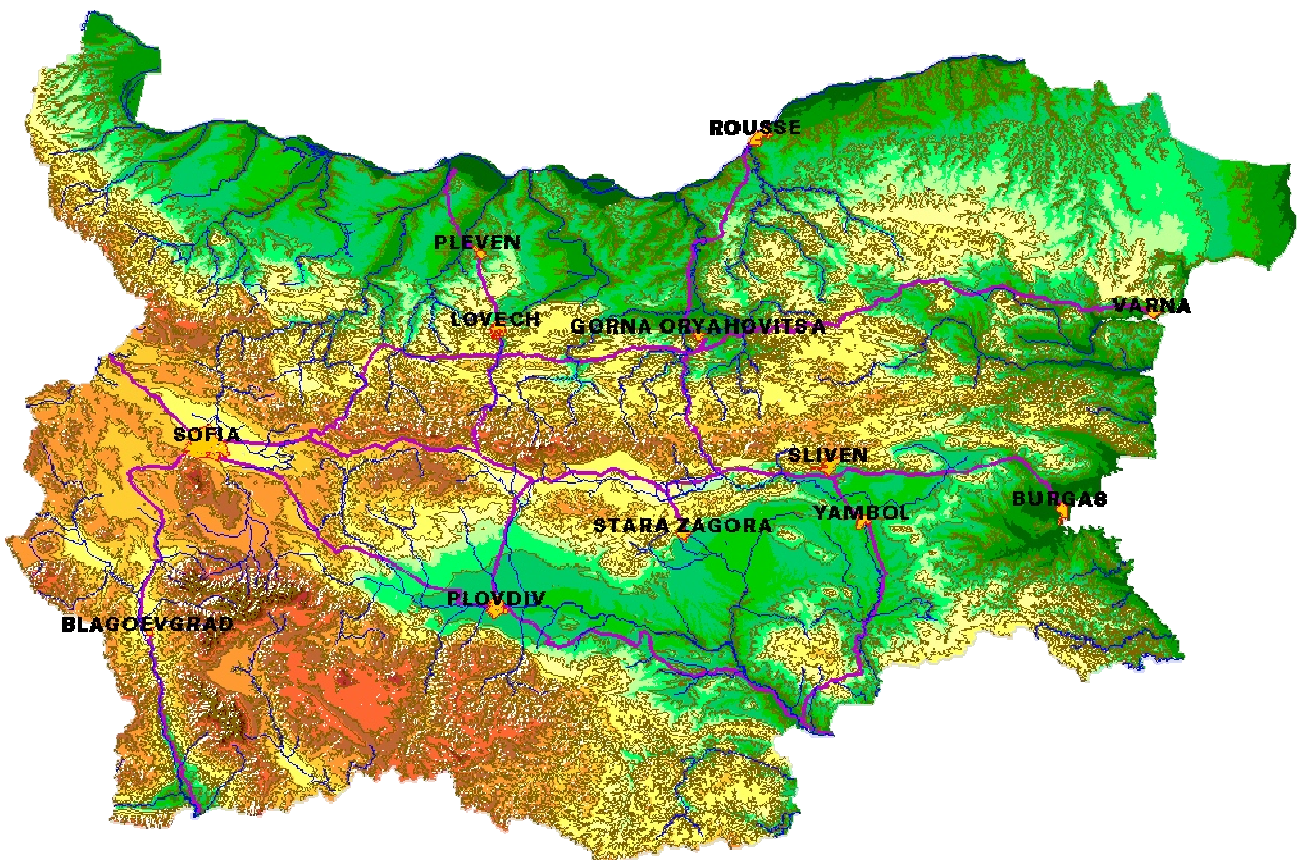 ROUSSE
PLEVEN
VARNA
LOVECH
GORNA ORYAHOVITSA
SOFIA
SLIVEN
BURGAS
YAMBOL
STARA ZAGORA
PLOVDIV
BLAGOEVGRAD